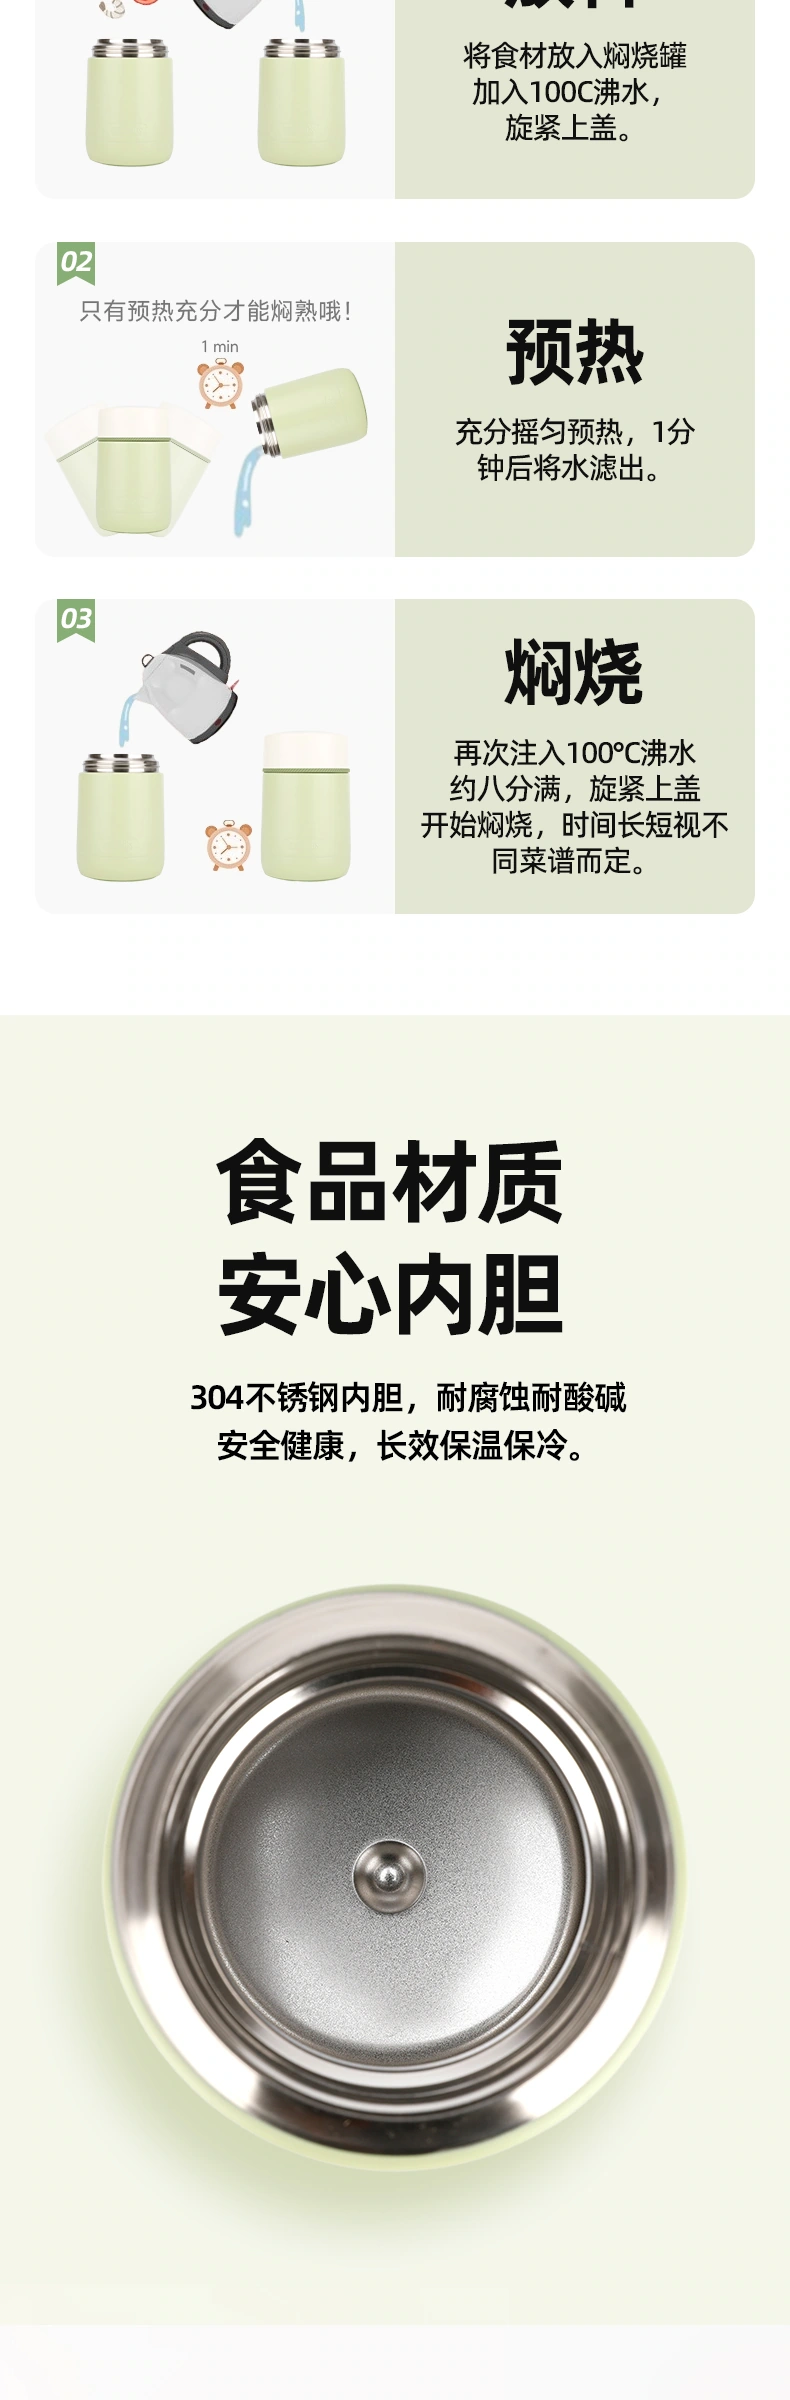 将食材放入焖烧罐
加入100C沸水，
旋紧上盖。
02
只有预热充分才能焖熟哦！
1 min
预热
充分摇匀预热，1分
钟后将水滤出。
03
焖烧
再次注入100℃沸水
约八分满，旋紧上盖
开始焖烧，时间长短视不
同菜谱而定。
食品材质
安心内胆
304不锈钢内胆，耐腐蚀耐酸碱
安全健康，长效保温保冷。